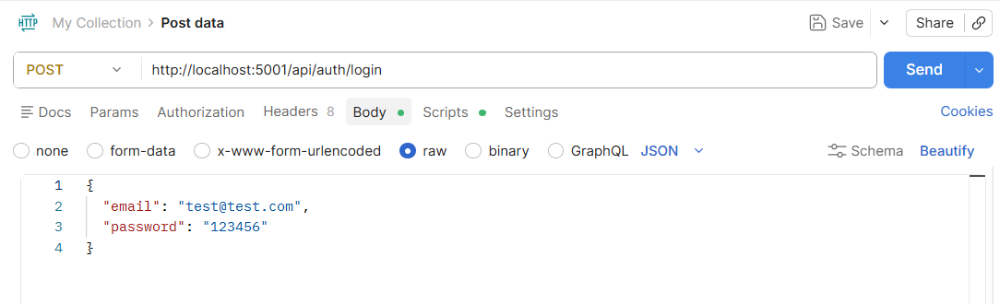 HTTP My Collection > Post data Save Share
POST http://localhost:5001/api/auth/login Send
Docs Params Authorization Headers 8 Body Scripts Settings Cookies
none form-data x-www-form-urlencoded raw binary GraphQL JSON Schema Beautify
1 {
2 "email": "test@test.com",
3 "password": "123456"
4 }